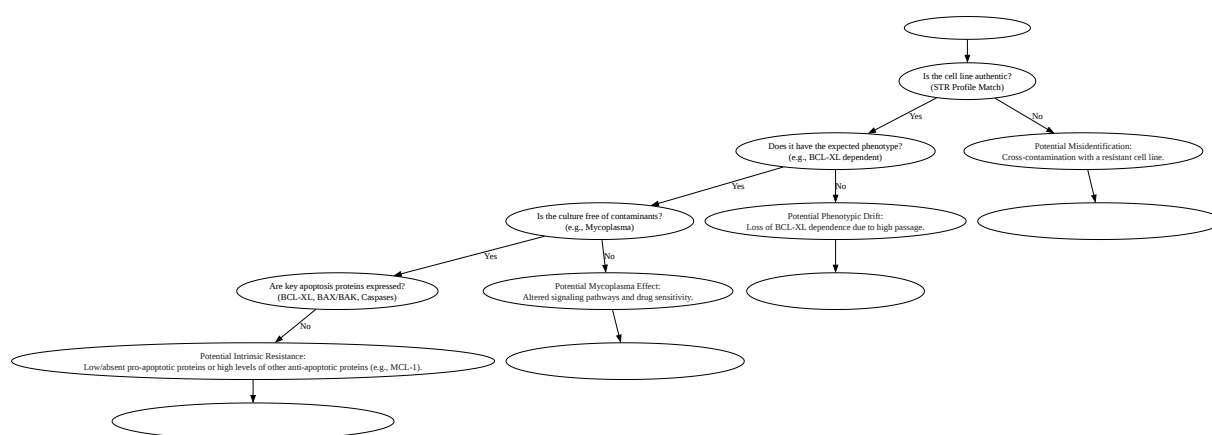 Is the cell line authentic?
(STR Profile Match)
Yes
No
Does it have the expected phenotype?
(e.g., BCL-XL dependent)
Potential Misidentification:
Cross-contamination with a resistant cell line.
Yes
No
Is the culture free of contaminants?
(e.g., Mycoplasma)
Potential Phenotypic Drift:
Loss of BCL-XL dependence due to high passage.
Yes
No
Are key apoptosis proteins expressed?
(BCL-XL, BAX/BAK, Caspases)
Potential Mycoplasma Effect:
Altered signaling pathways and drug sensitivity.
No
Potential Intrinsic Resistance:
Low/absent pro-apoptotic proteins or high levels of other anti-apoptotic proteins (e.g., MCL-1).